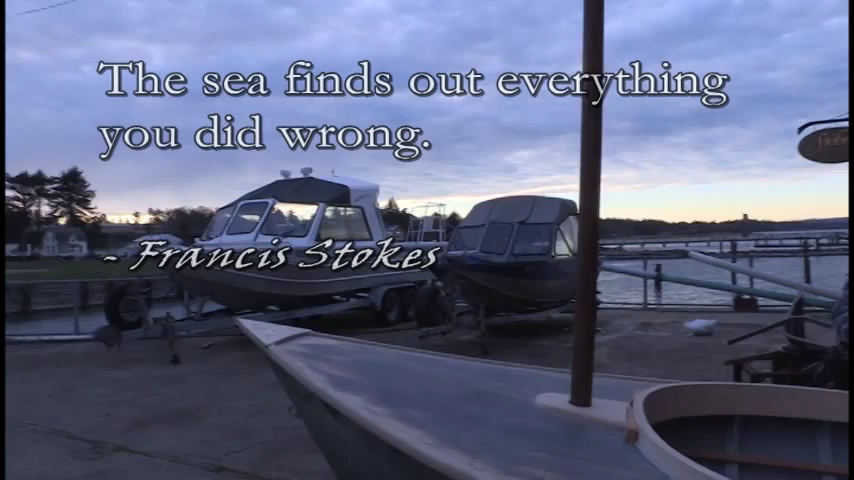 The sea finds out everything
you did wrong.
- Francis Stokes